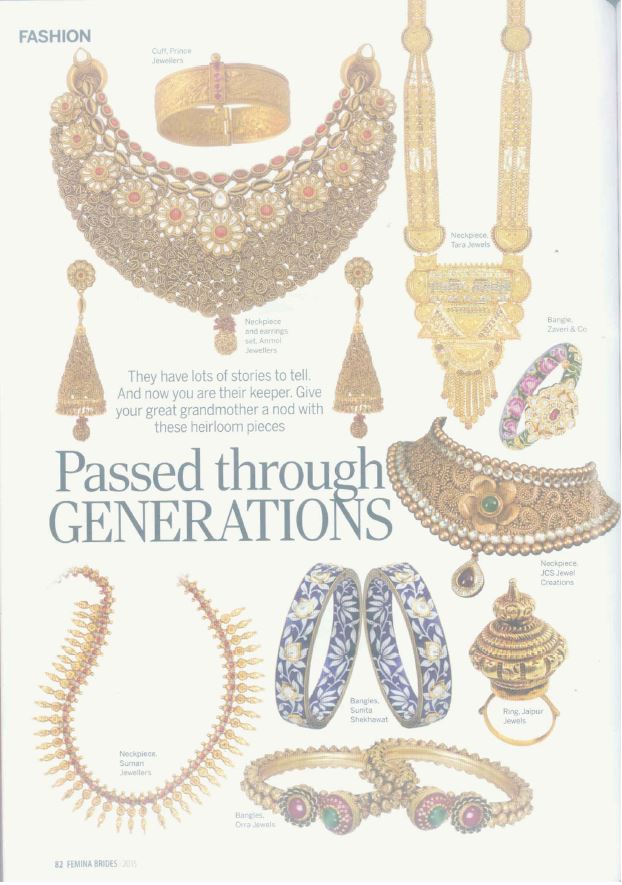 FASHION
Cuff, Prince
Jewellers
Neckpiece,
Tara Jewels
Bangle,
Zaveri & Co
Neckpiece
and earrings
set, Anmol
Jewellers
They have lots of stories to tell.
And now you are their keeper. Give
your great grandmother a nod with
these heirloom pieces
Passed through
GENERATIONS
Neckpiece,
JCS Jewel
Creations
Bangles,
Sunita
Shekhawat
Ring, Jaipur
Jewels
Neckpiece,
Suman
Jewellers
Bangles,
Orra Jewels
82 FEMINA BRIDES 2015